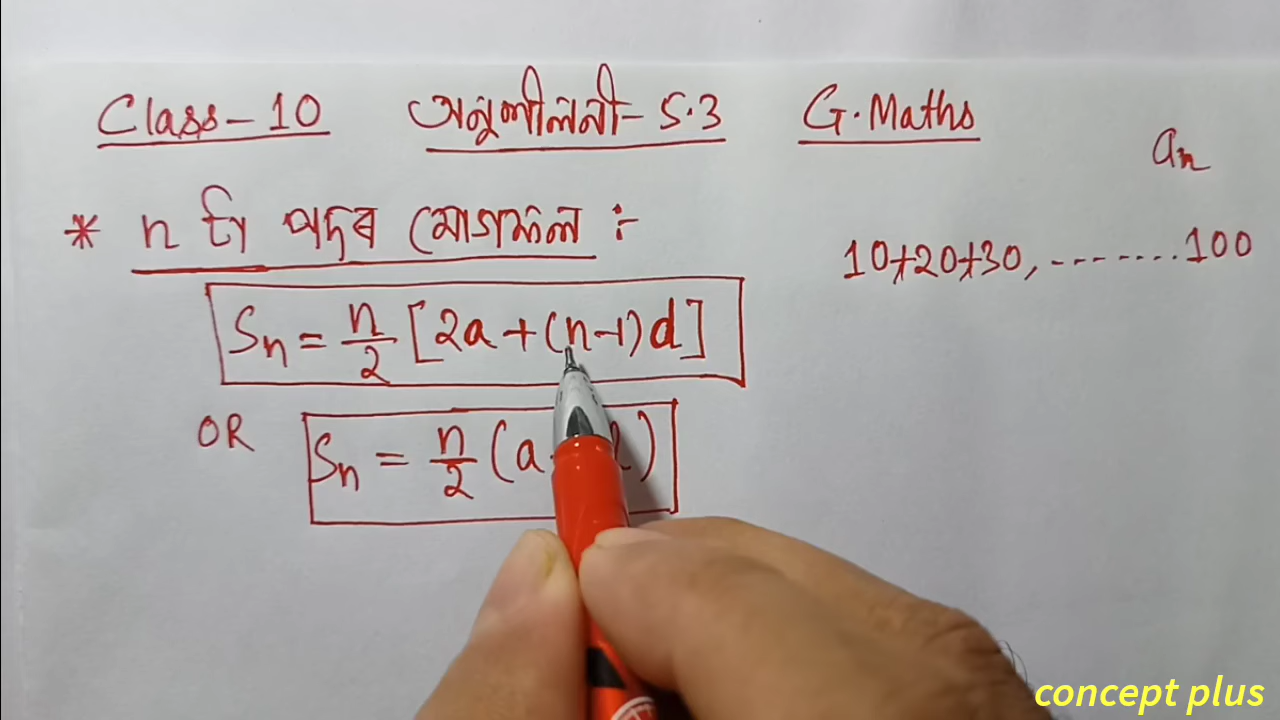 Class-10 অনুশীলনী-5.3 G.Maths
an
* n টা পদৰ যোগফল :-
10+20+30, ........100
Sn = n/2 [2a+(n-1)d]
OR Sn = n/2 (a
concept plus